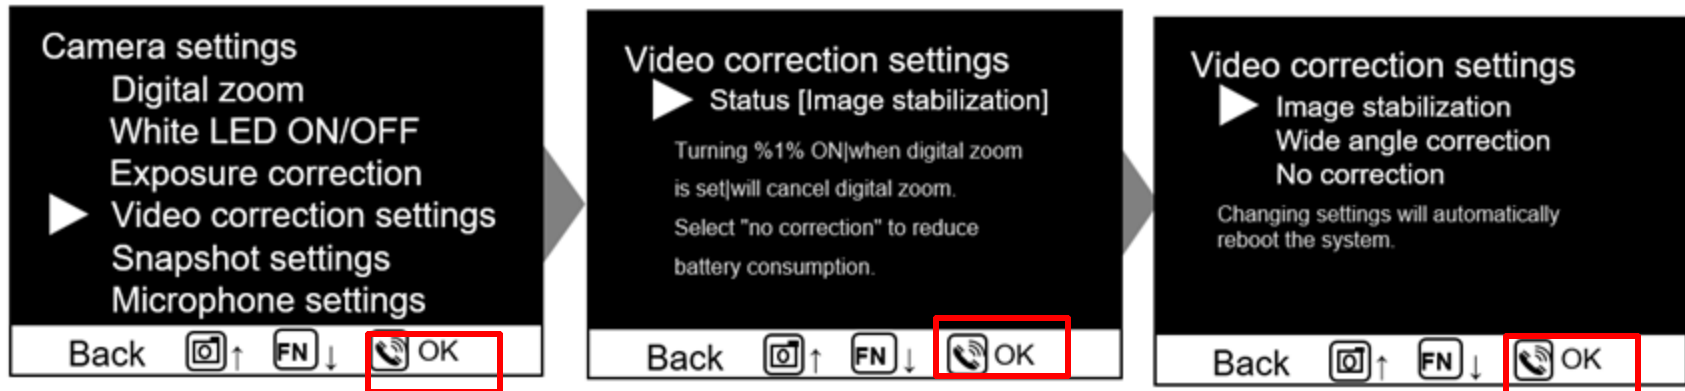 Camera settings
Digital zoom
White LED ON/OFF
Exposure correction
Video correction settings
Snapshot settings
Microphone settings
Back ↑ FN ↓ OK
Video correction settings
Status [Image stabilization]
Turning %1% ON|when digital zoom
is set|will cancel digital zoom.
Select "no correction" to reduce
battery consumption.
Back ↑ FN ↓ OK
Video correction settings
Image stabilization
Wide angle correction
No correction
Changing settings will automatically
reboot the system.
Back ↑ FN ↓ OK